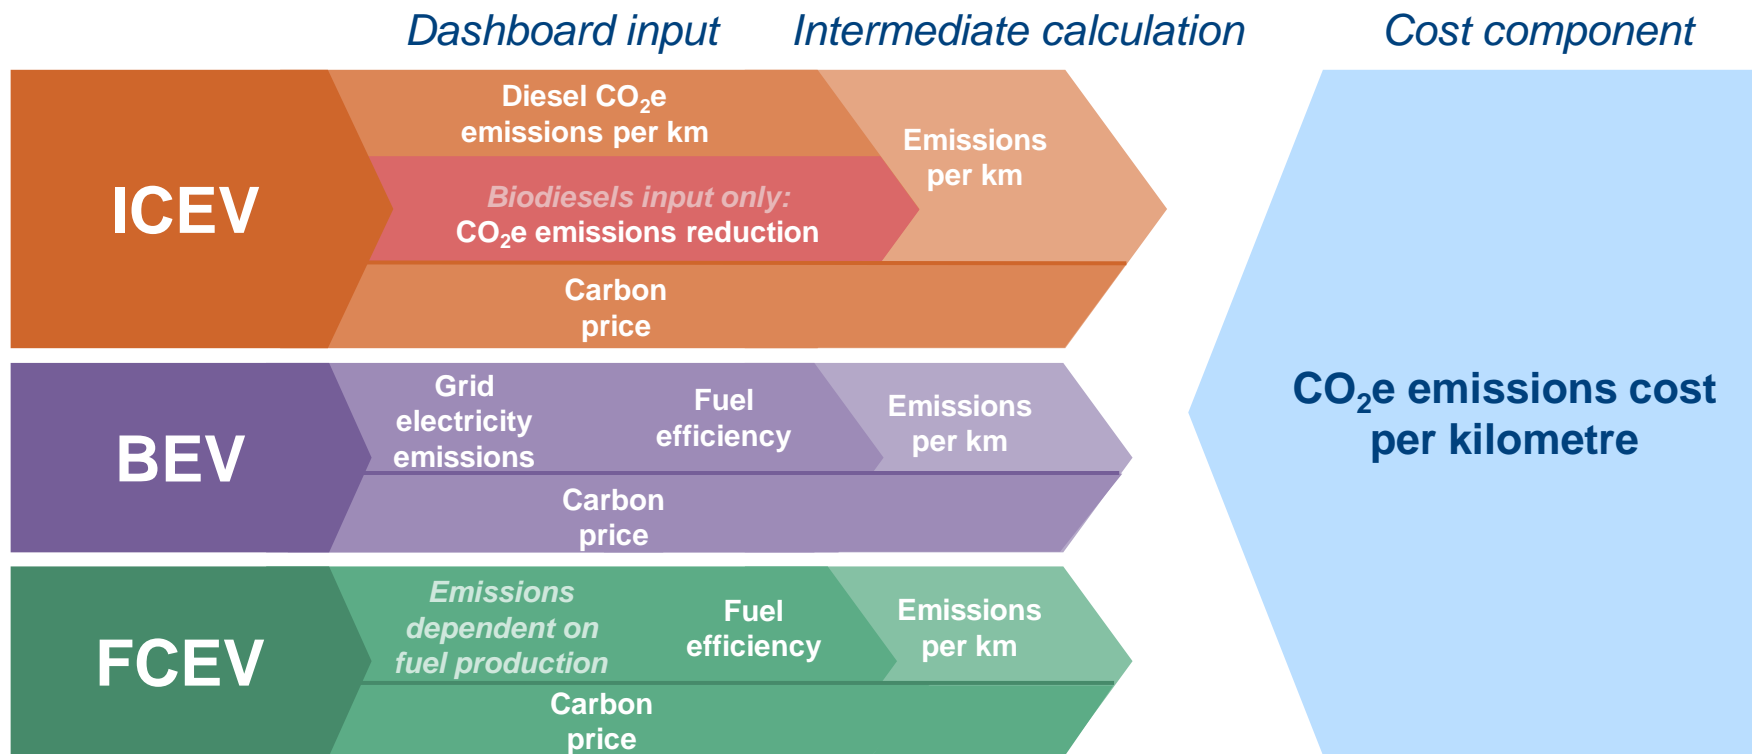 Dashboard input
Intermediate calculation
Cost component
ICEV
Diesel CO₂e
emissions per km
Biodiesels input only:
CO₂e emissions reduction
Emissions
per km
Carbon
price
BEV
Grid
electricity
emissions
Fuel
efficiency
Emissions
per km
Carbon
price
FCEV
Emissions
dependent on
fuel production
Fuel
efficiency
Emissions
per km
Carbon
price
CO₂e emissions cost
per kilometre